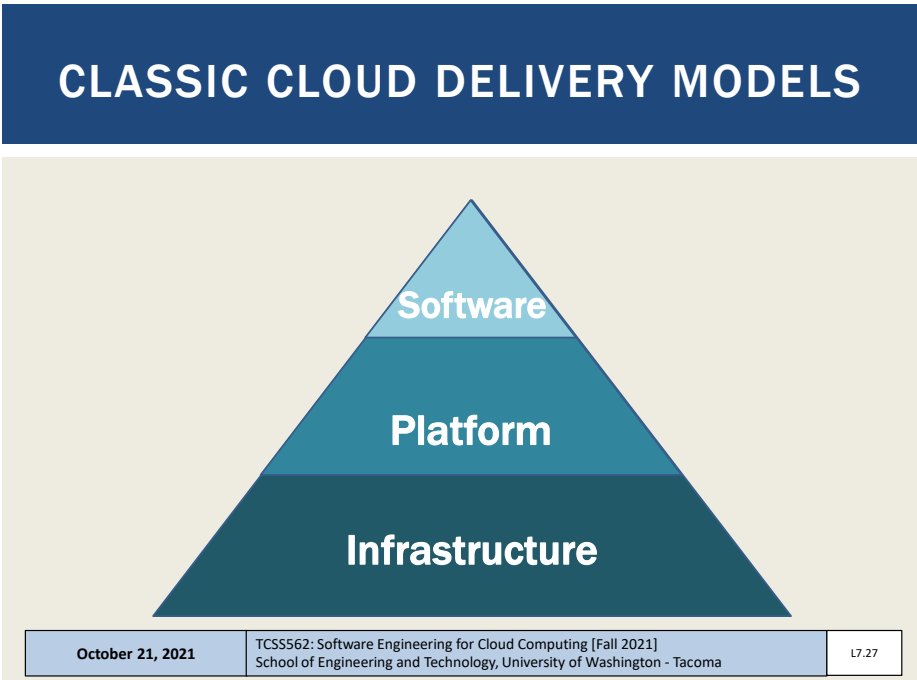 CLASSIC CLOUD DELIVERY MODELS
Software
Platform
Infrastructure
October 21, 2021
TCSS562: Software Engineering for Cloud Computing [Fall 2021]
School of Engineering and Technology, University of Washington - Tacoma
L7.27